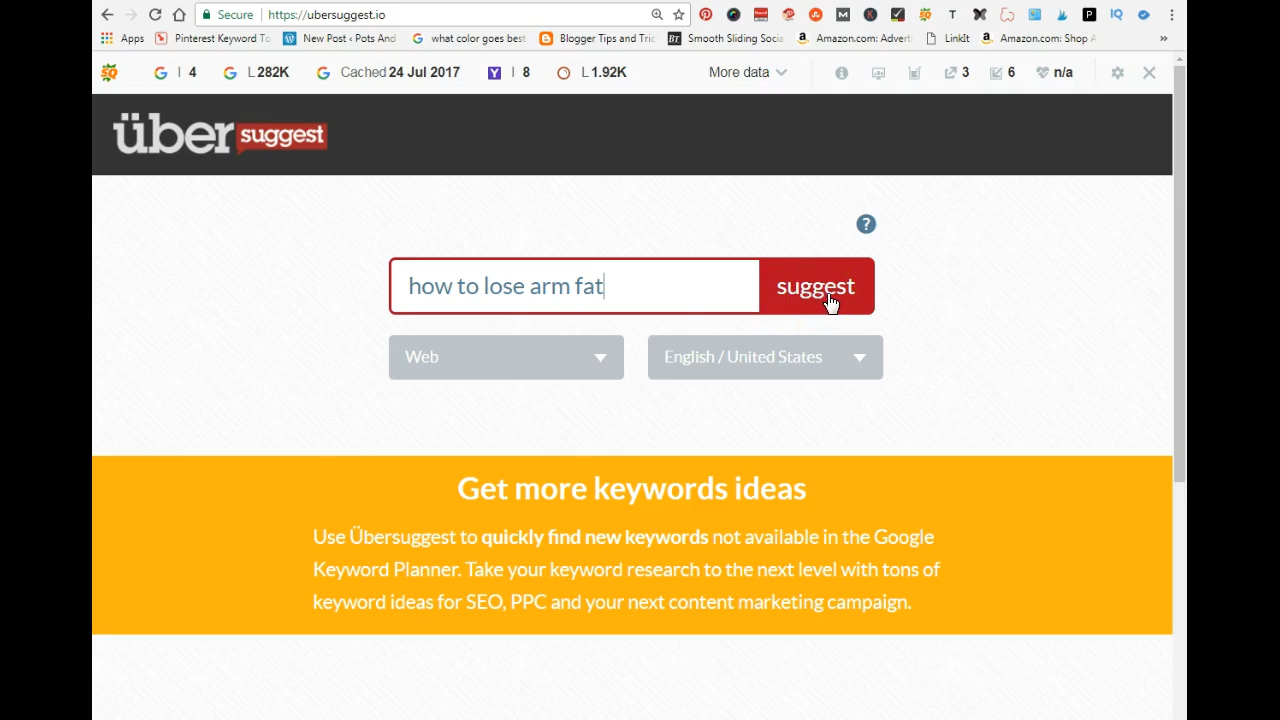 Secure https://ubersuggest.io
Apps Pinterest Keyword To New Post ‹ Pots And what color goes best Blogger Tips and Tric Smooth Sliding Socia Amazon.com: Advert Linklt Amazon.com: Shop A »
SQ I 4 L 282K Cached 24 Jul 2017 I 8 L 1.92K More data 3 6 n/a
über suggest
?
how to lose arm fat suggest
Web English / United States
Get more keywords ideas
Use Übersuggest to quickly find new keywords not available in the Google
Keyword Planner. Take your keyword research to the next level with tons of
keyword ideas for SEO, PPC and your next content marketing campaign.